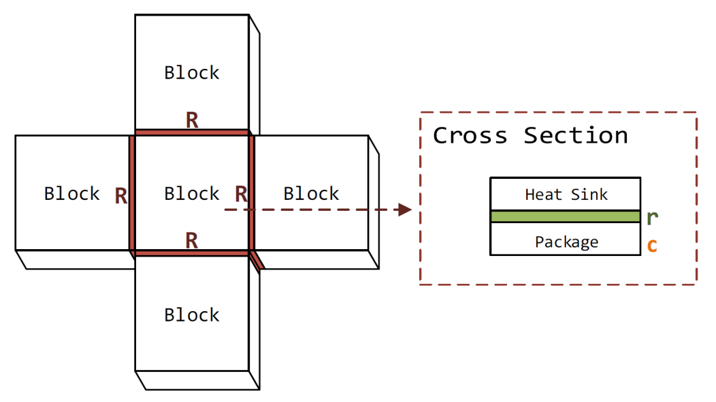 Block
R
Block
R
Block
R
Block
R
Block
Cross Section
Heat Sink
r
Package
c